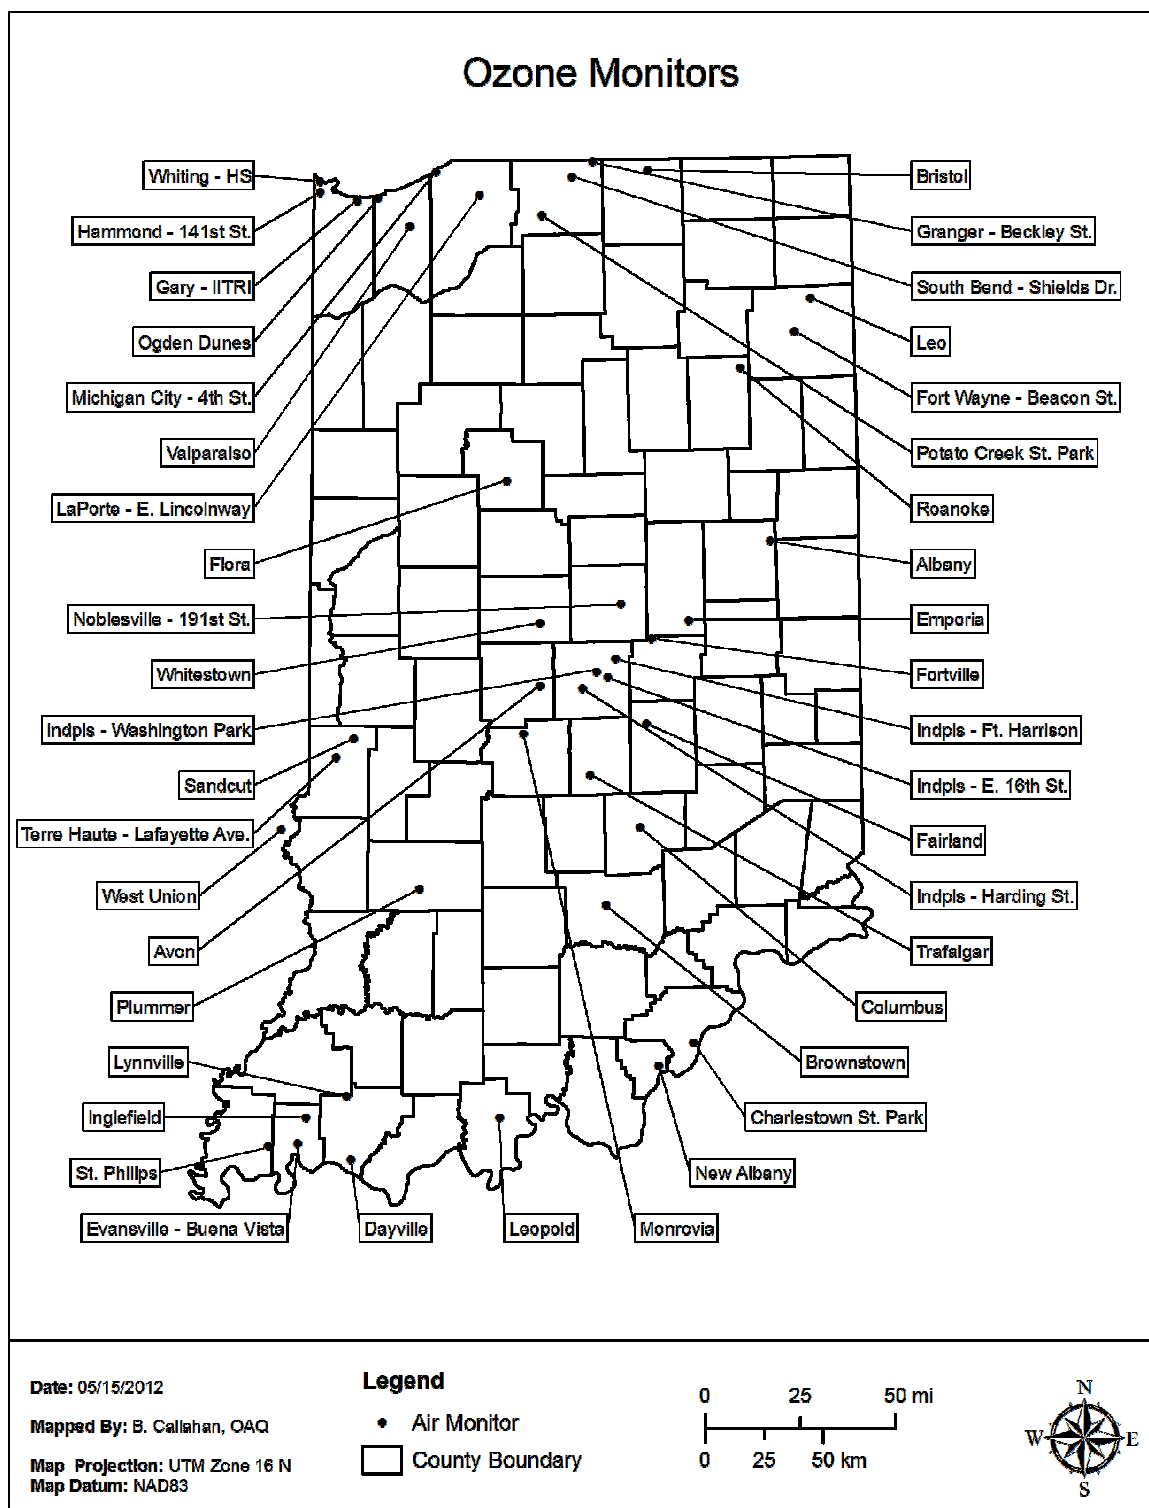 Ozone Monitors
Whiting - HS
Hammond - 141st St.
Gary - IITRI
Ogden Dunes
Michigan City - 4th St.
Valparaiso
LaPorte - E. Lincolnway
Flora
Noblesville - 191st St.
Whitestown
Indpls - Washington Park
Sandcut
Terre Haute - Lafayette Ave.
West Union
Avon
Plummer
Lynnville
Inglefield
St. Philips
Evansville - Buena Vista
Dayville
Leopold
Monrovia
New Albany
Charlestown St. Park
Brownstown
Columbus
Trafalgar
Indpls - Harding St.
Fairland
Indpls - E. 16th St.
Indpls - Ft. Harrison
Fortville
Emporia
Albany
Roanoke
Potato Creek St. Park
Fort Wayne - Beacon St.
Leo
South Bend - Shields Dr.
Granger - Beckley St.
Bristol
Date: 05/15/2012
Mapped By: B. Callahan, OAQ
Map Projection: UTM Zone 16 N
Map Datum: NAD83
Legend
Air Monitor
County Boundary
0 25 50 mi
0 25 50 km
N
W E
S